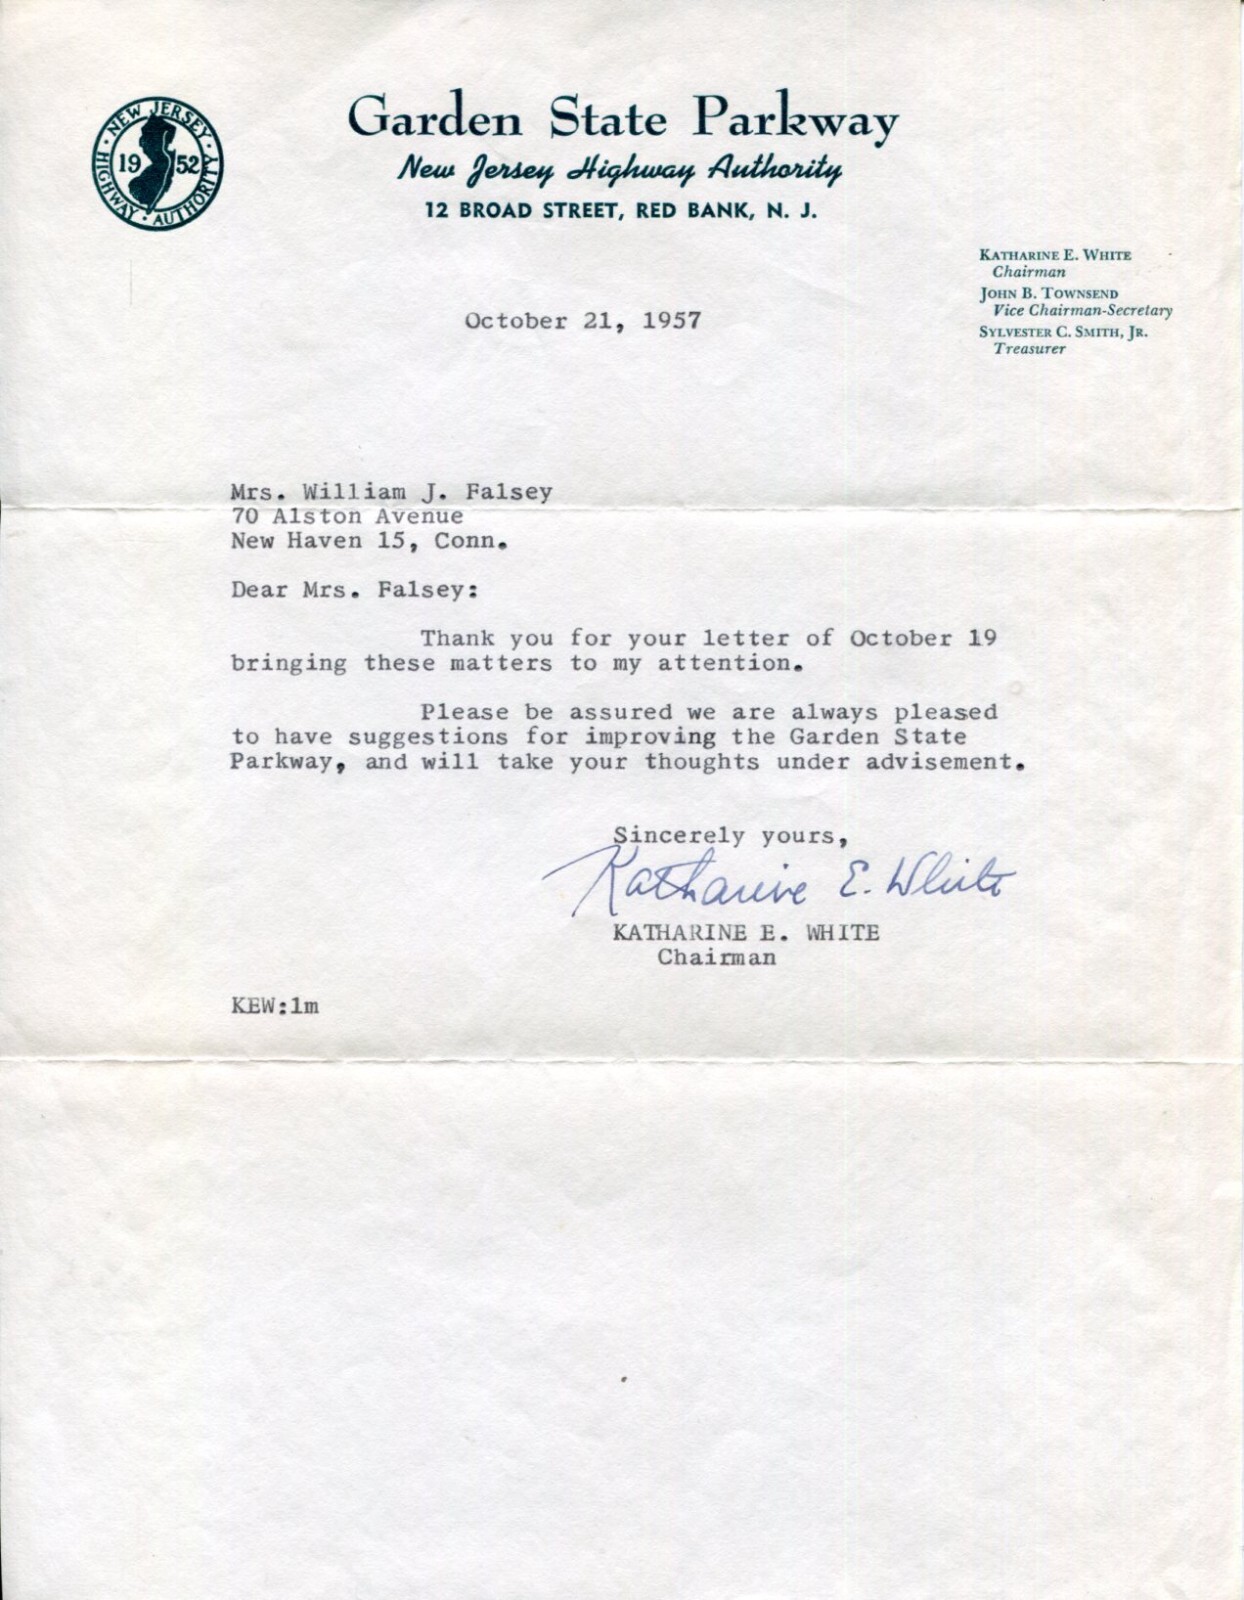 NEW JERSEY HIGHWAY AUTHORITY
1952
Garden State Parkway
New Jersey Highway Authority
12 BROAD STREET, RED BANK, N. J.
KATHARINE E. WHITE
Chairman
JOHN B. TOWNSEND
Vice Chairman-Secretary
SYLVESTER C. SMITH, JR.
Treasurer
October 21, 1957
Mrs. William J. Falsey
70 Alston Avenue
New Haven 15, Conn.
Dear Mrs. Falsey:
Thank you for your letter of October 19
bringing these matters to my attention.
Please be assured we are always pleased
to have suggestions for improving the Garden State
Parkway, and will take your thoughts under advisement.
Sincerely yours,
Katharine E. White
KATHARINE E. WHITE
Chairman
KEW:lm